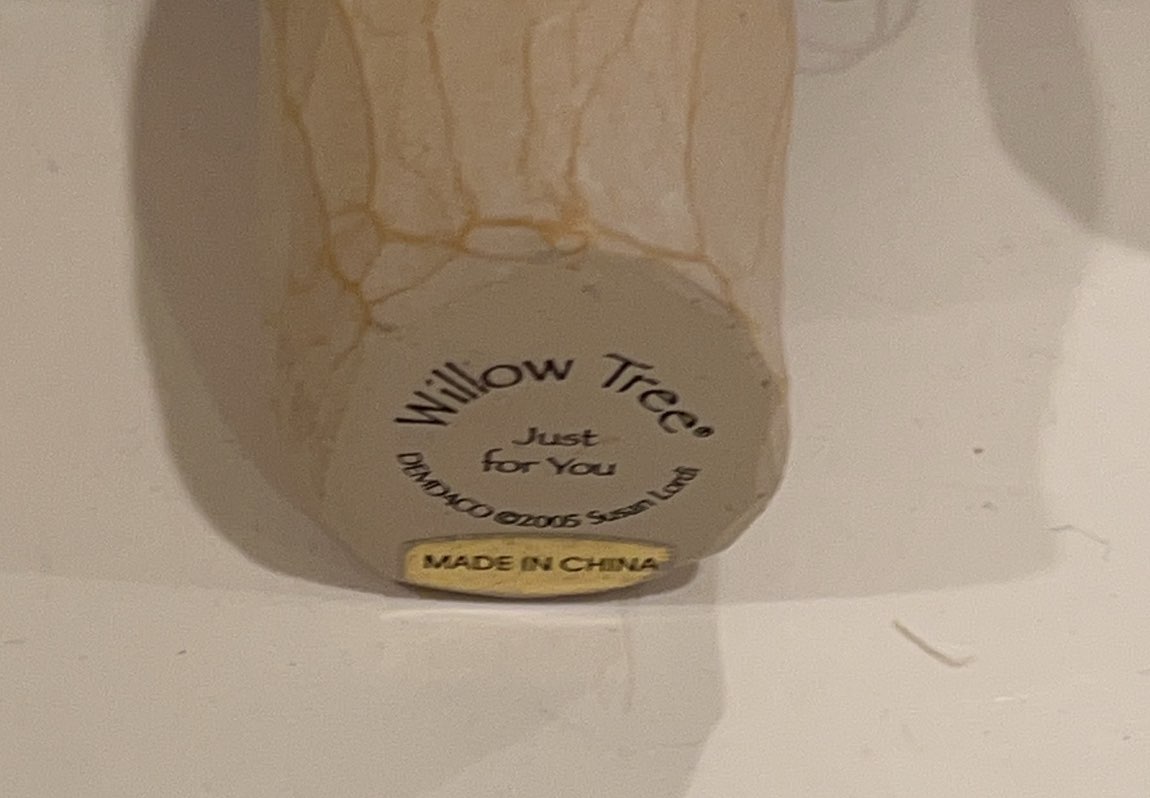 Willow Tree®
Just
for You
DEMDACO ©2005 Susan Lordi
MADE IN CHINA